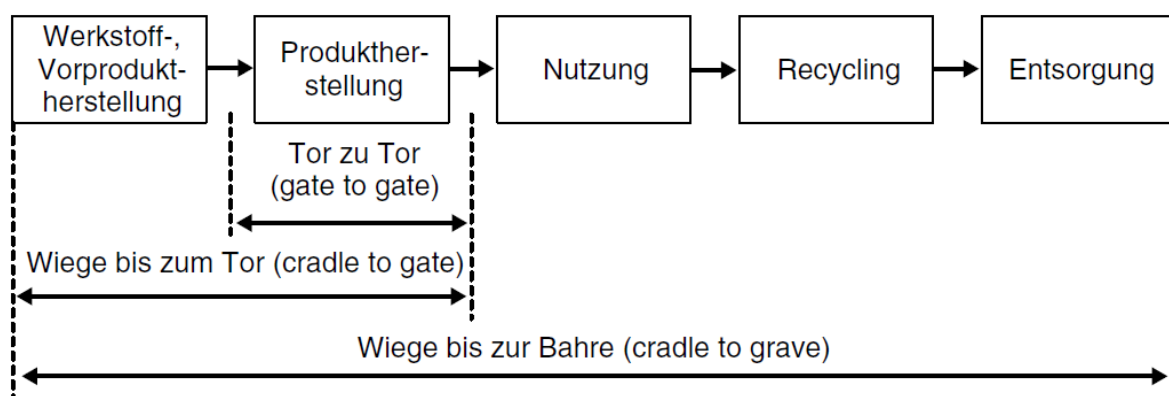 Werkstoff-,
Vorprodukt-
herstellung
Produkther-
stellung
Nutzung
Recycling
Entsorgung
Tor zu Tor
(gate to gate)
Wiege bis zum Tor (cradle to gate)
Wiege bis zur Bahre (cradle to grave)